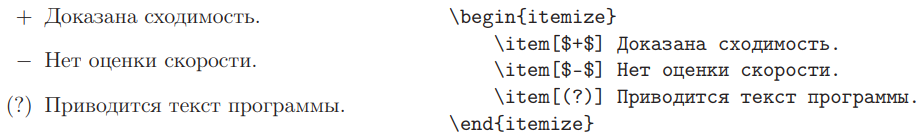 + Доказана сходимость.
− Нет оценки скорости.
(?) Приводится текст программы.
\begin{itemize}
\item[$+$] Доказана сходимость.
\item[$-$] Нет оценки скорости.
\item[(?)] Приводится текст программы.
\end{itemize}